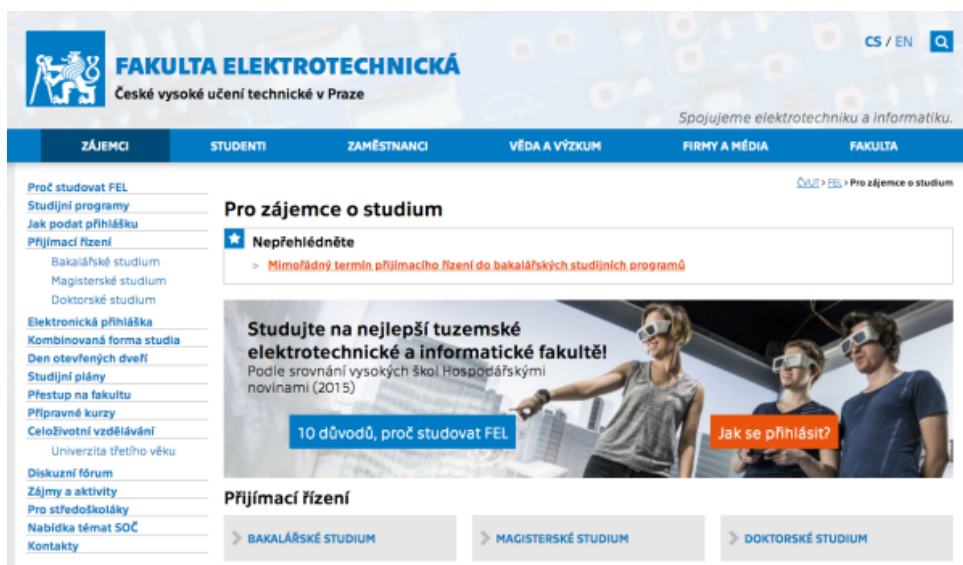 CS / EN
FAKULTA ELEKTROTECHNICKÁ
České vysoké učení technické v Praze
Spojujeme elektrotechniku a informatiku.
ZÁJEMCI STUDENTI ZAMĚSTNANCI VĚDA A VÝZKUM FIRMY A MÉDIA FAKULTA
ČVUT > FEL > Pro zájemce o studium
Proč studovat FEL
Studijní programy
Jak podat přihlášku
Přijímací řízení
Bakalářské studium
Magisterské studium
Doktorské studium
Elektronická přihláška
Kombinovaná forma studia
Den otevřených dveří
Studijní plány
Přestup na fakultu
Přípravné kurzy
Celoživotní vzdělávání
Univerzita třetího věku
Diskuzní fórum
Zájmy a aktivity
Pro středoškoláky
Nabídka témat SOČ
Kontakty
Pro zájemce o studium
Nepřehlédněte
> Mimořádný termín přijímacího řízení do bakalářských studijních programů
Studujte na nejlepší tuzemské
elektrotechnické a informatické fakultě!
Podle srovnání vysokých škol Hospodářskými
novinami (2015)
10 důvodů, proč studovat FEL
Jak se přihlásit?
Přijímací řízení
BAKALÁŘSKÉ STUDIUM
MAGISTERSKÉ STUDIUM
DOKTORSKÉ STUDIUM